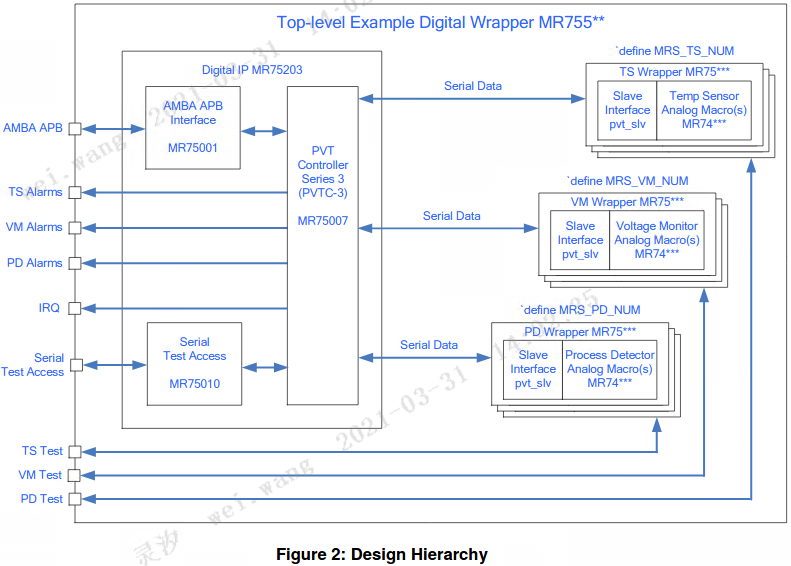 Top-level Example Digital Wrapper MR755**
`define MRS_TS_NUM
Digital IP MR75203
TS Wrapper MR75***
AMBA APB
Interface
MR75001
Serial Data
Slave
Interface
pvt_slv
Temp Sensor
Analog Macro(s)
MR74***
AMBA APB
PVT
Controller
Series 3
(PVTC-3)
MR75007
TS Alarms
`define MRS_VM_NUM
VM Wrapper MR75***
VM Alarms
Serial Data
Slave
Interface
pvt_slv
Voltage Monitor
Analog Macro(s)
MR74***
PD Alarms
IRQ
`define MRS_PD_NUM
PD Wrapper MR75***
Serial
Test Access
Serial
Test Access
MR75010
Serial Data
Slave
Interface
pvt_slv
Process Detector
Analog Macro(s)
MR74***
TS Test
VM Test
PD Test
wei.wang 2021-03-31 14:02:
灵汐 wei.wang 2021-03-31 14:02:25
Figure 2: Design Hierarchy